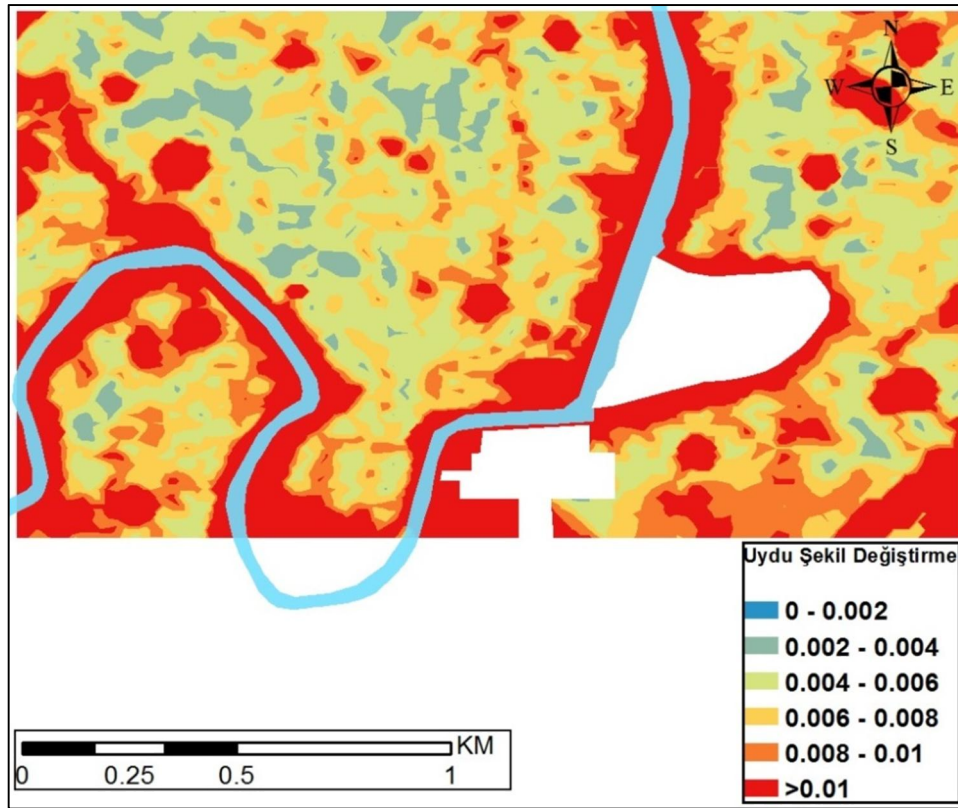 N
W E
S
Uydu Şekil Değiştirme
0 - 0.002
0.002 - 0.004
0.004 - 0.006
0.006 - 0.008
0.008 - 0.01
>0.01
KM
0 0.25 0.5 1